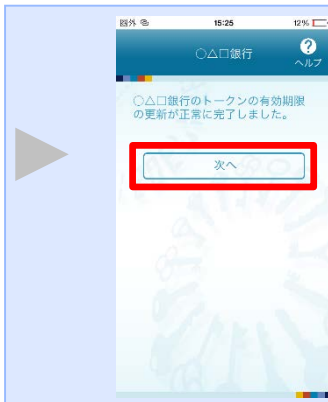 圏外 15:25 12%
○△□銀行
ヘルプ
○△□銀行のトークンの有効期限
の更新が正常に完了しました。
次へ